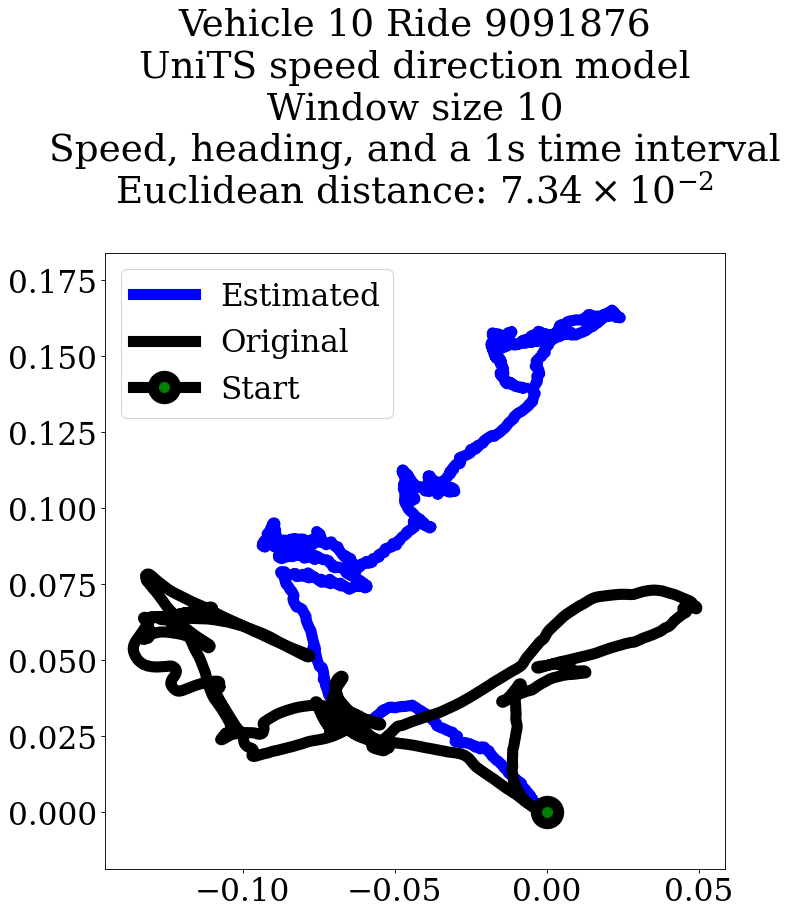 Vehicle 10 Ride 9091876
UniTS speed direction model
Window size 10
Speed, heading, and a 1s time interval
Euclidean distance: 7.34 × 10⁻²
Estimated
Original
Start
0.175
0.150
0.125
0.100
0.075
0.050
0.025
0.000
−0.10
−0.05
0.00
0.05